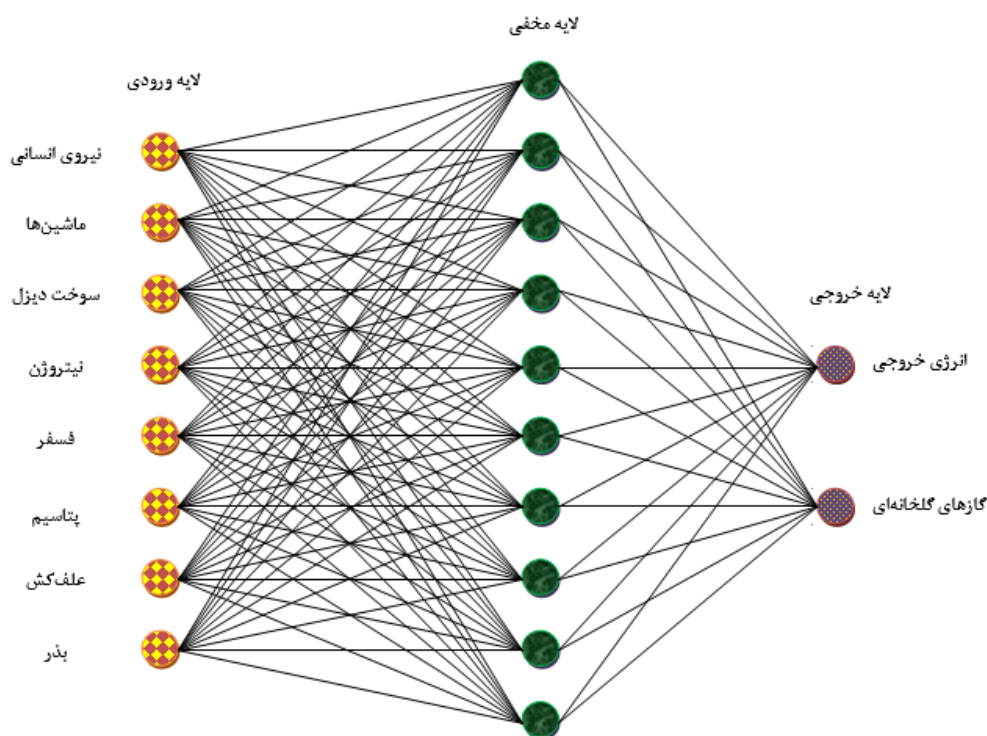 لایه مخفی
لایه ورودی
نیروی انسانی
ماشین‌ها
سوخت دیزل
نیتروژن
فسفر
پتاسیم
علف‌کش
بذر
لایه خروجی
انرژی خروجی
گازهای گلخانه‌ای